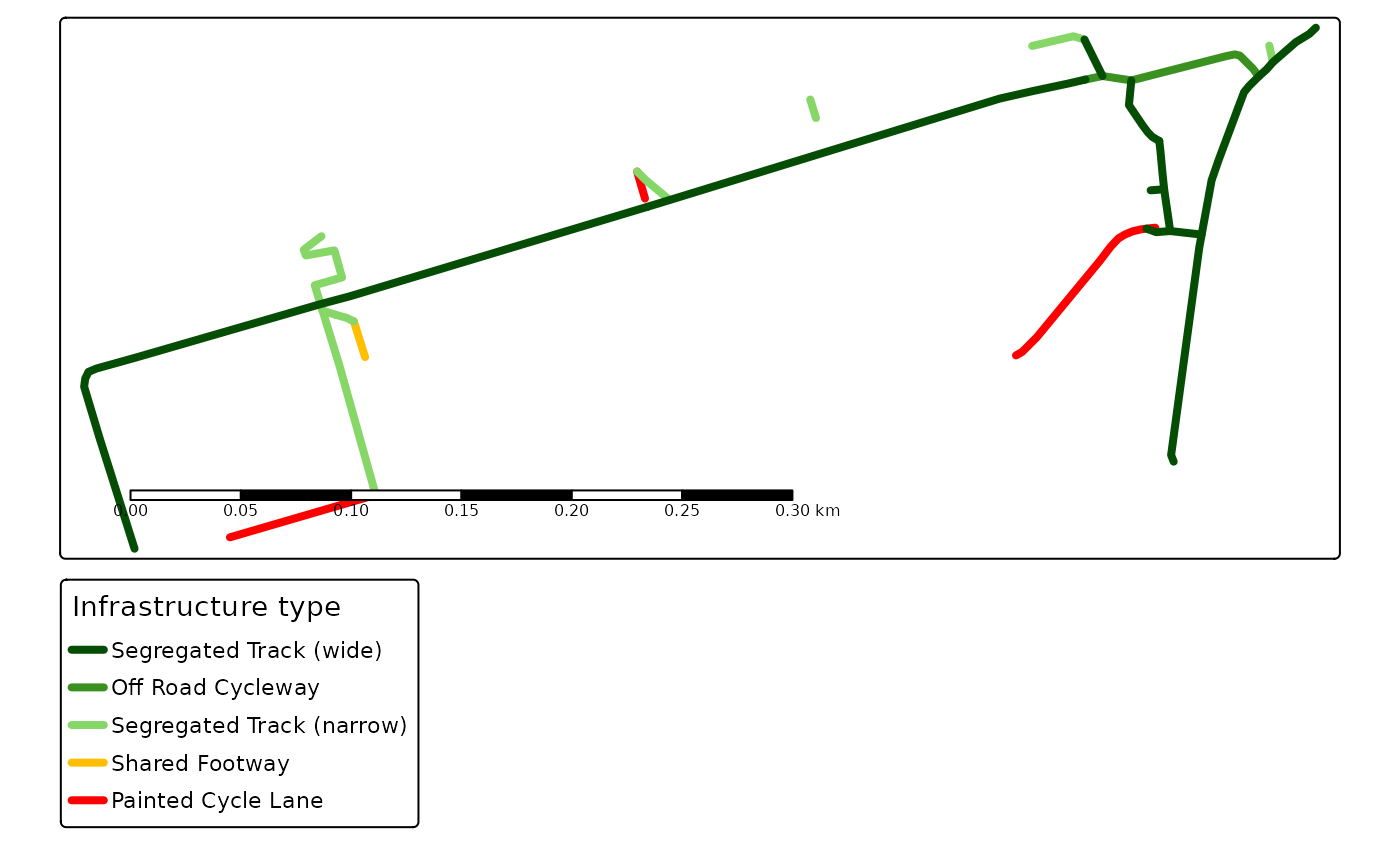 0.00 0.05 0.10 0.15 0.20 0.25 0.30 km
Infrastructure type
Segregated Track (wide)
Off Road Cycleway
Segregated Track (narrow)
Shared Footway
Painted Cycle Lane